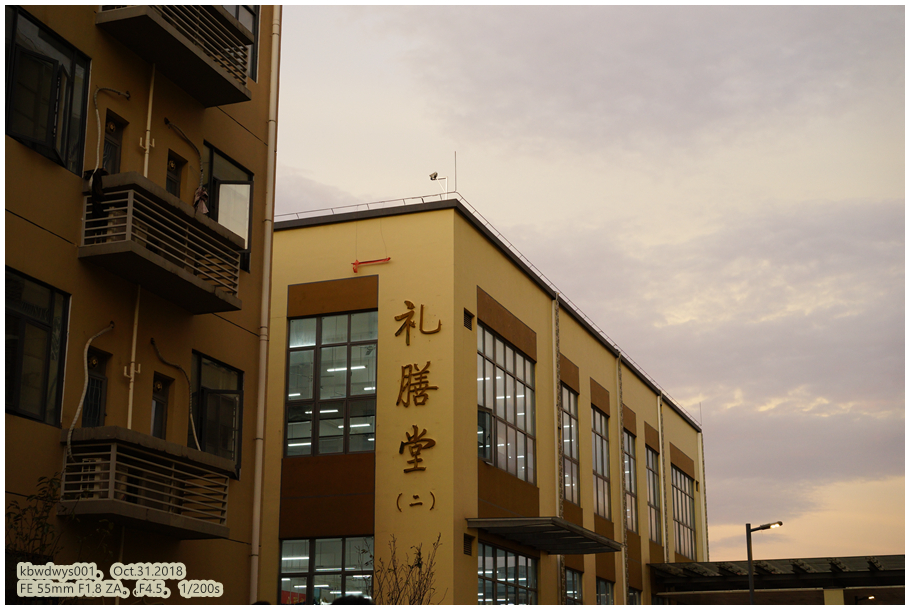 礼膳堂
（二）
kbwdwys001，Oct.31.2018
FE 55mm F1.8 ZA，F4.5，1/200s